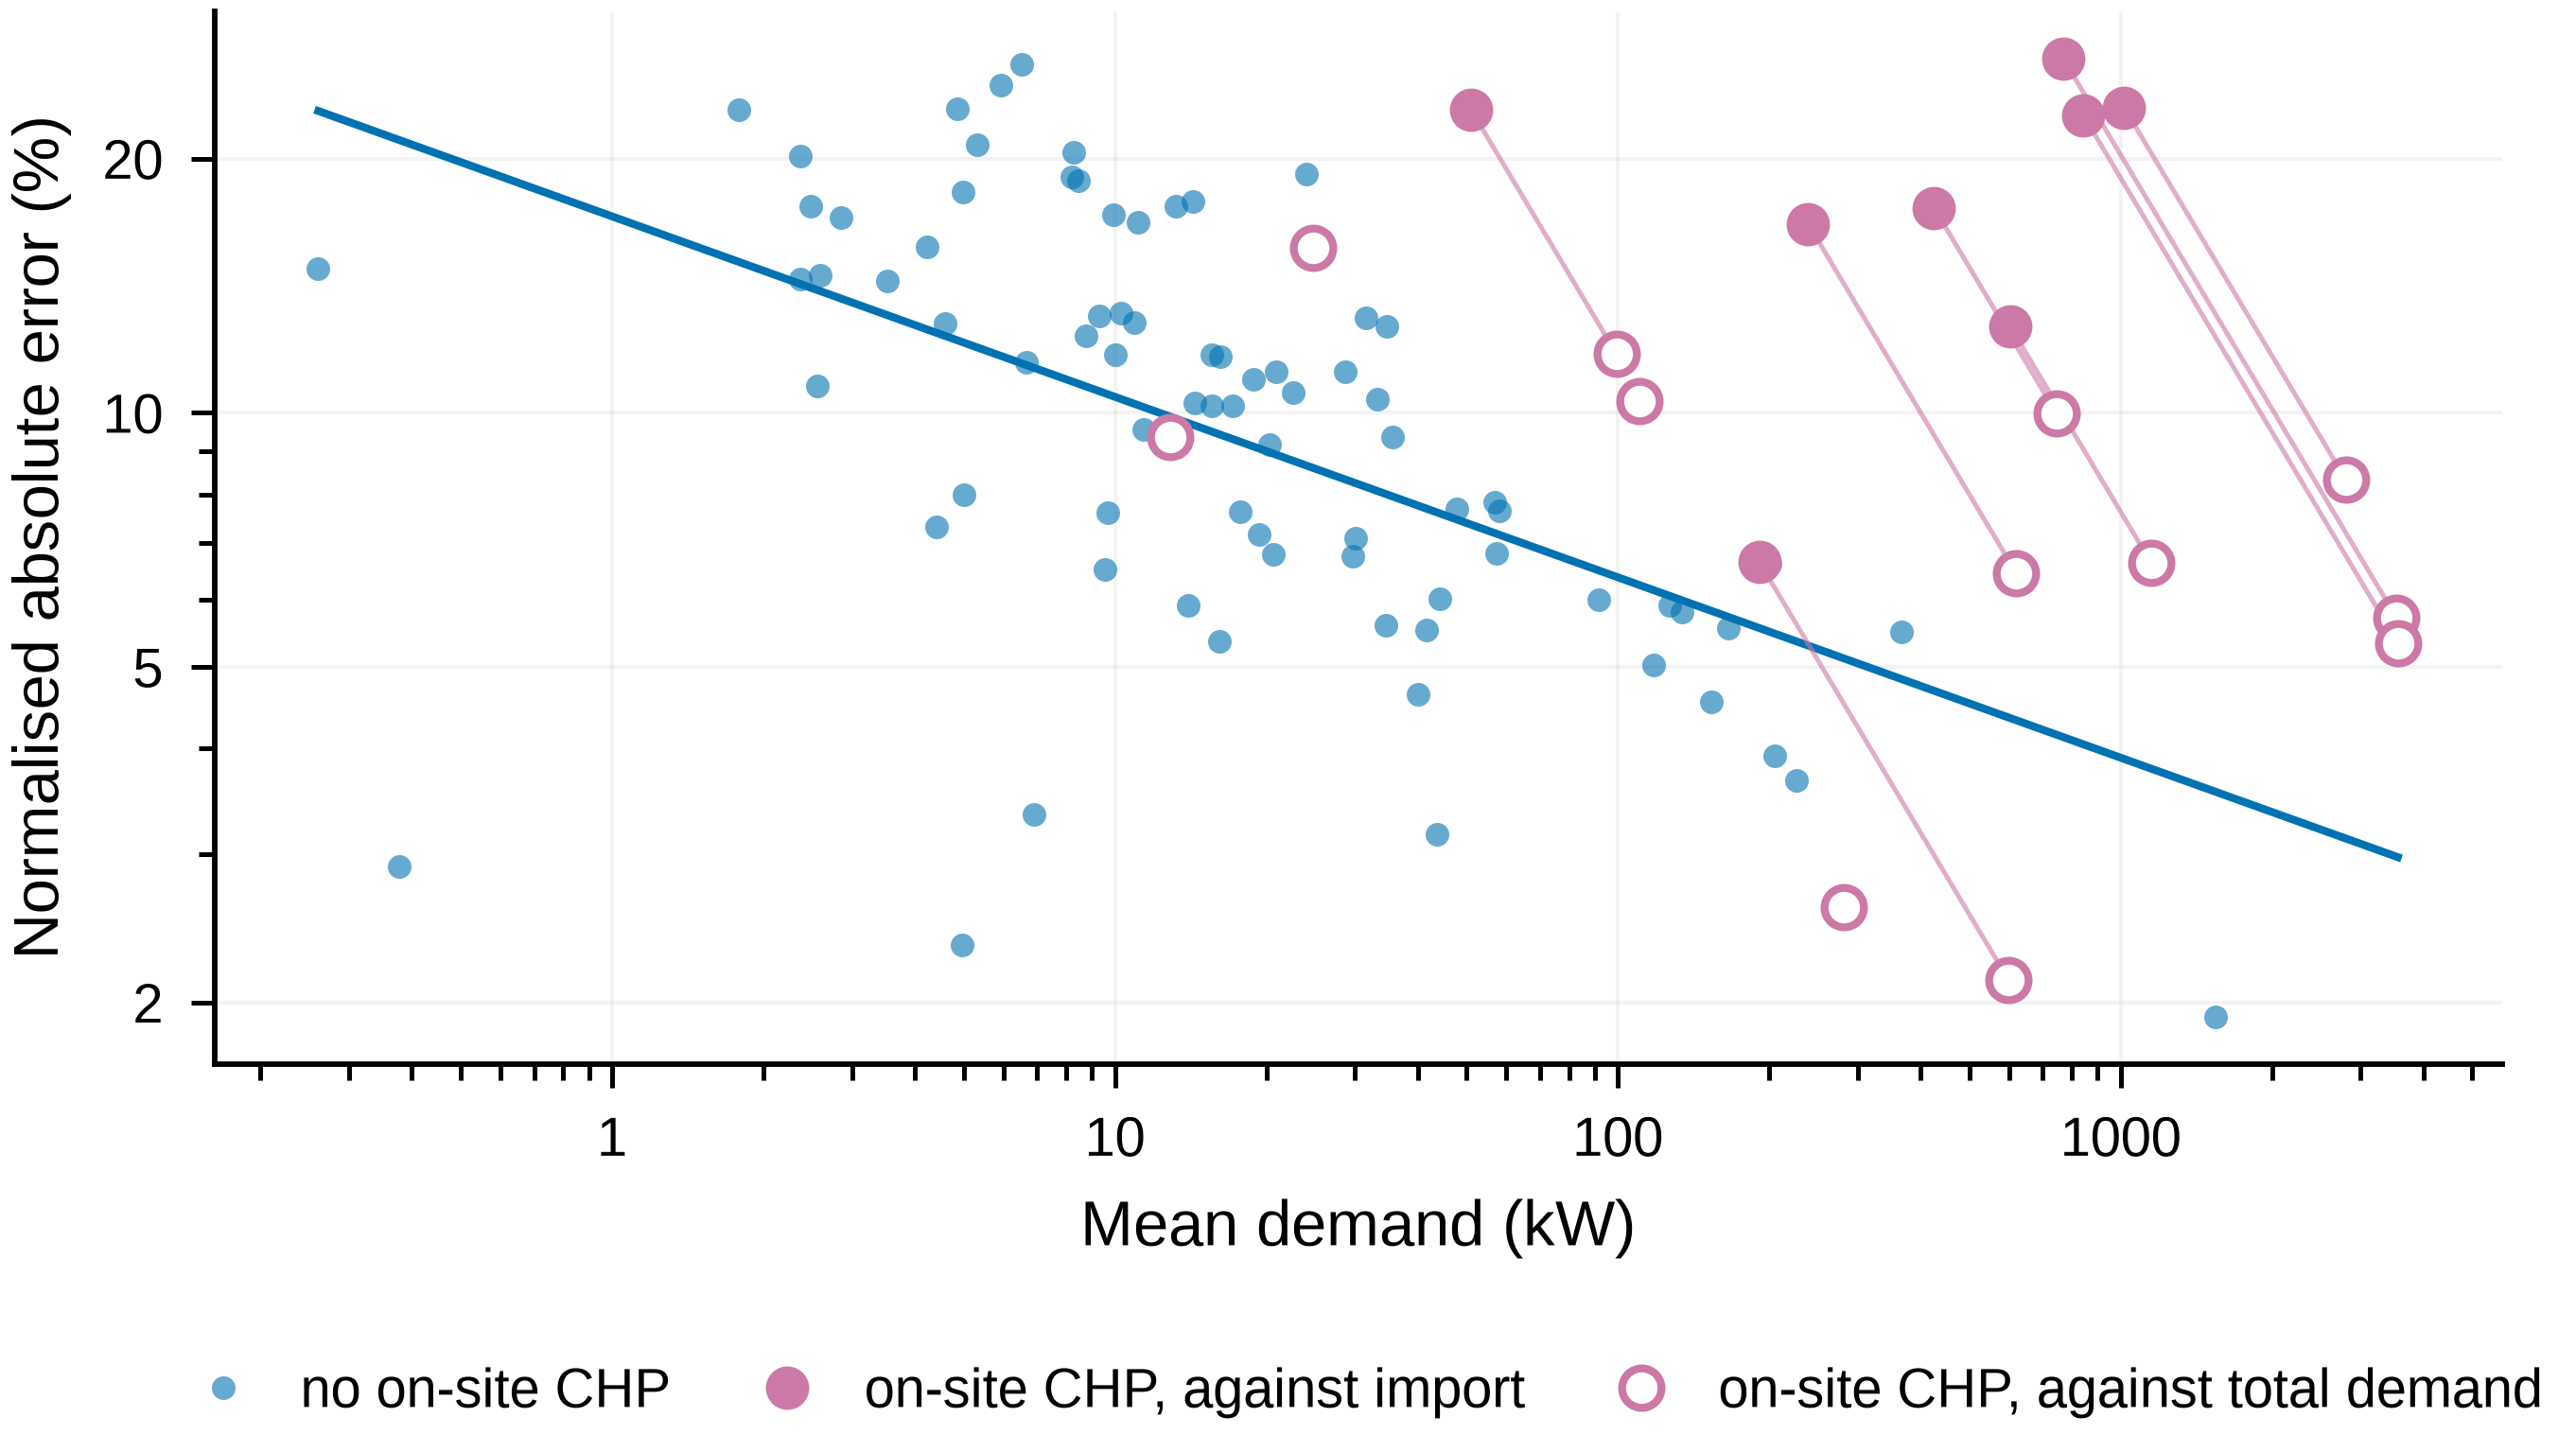 Normalised absolute error (%)
20
10
5
2
1 10 100 1000
Mean demand (kW)
no on-site CHP on-site CHP, against import on-site CHP, against total demand